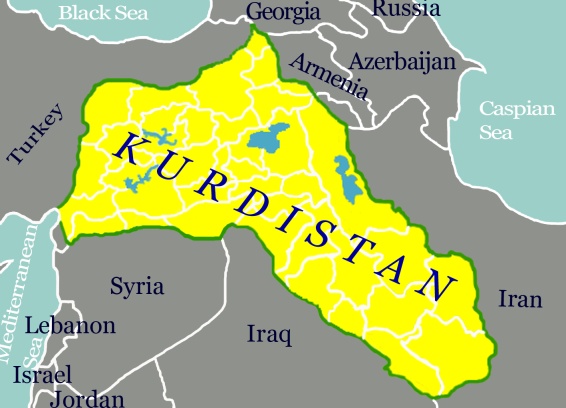 Black Sea
Georgia
Russia
Azerbaijan
Armenia
Caspian
Sea
Turkey
KURDISTAN
Mediterranean
Sea
Syria
Iran
Lebanon
Iraq
Israel
Jordan